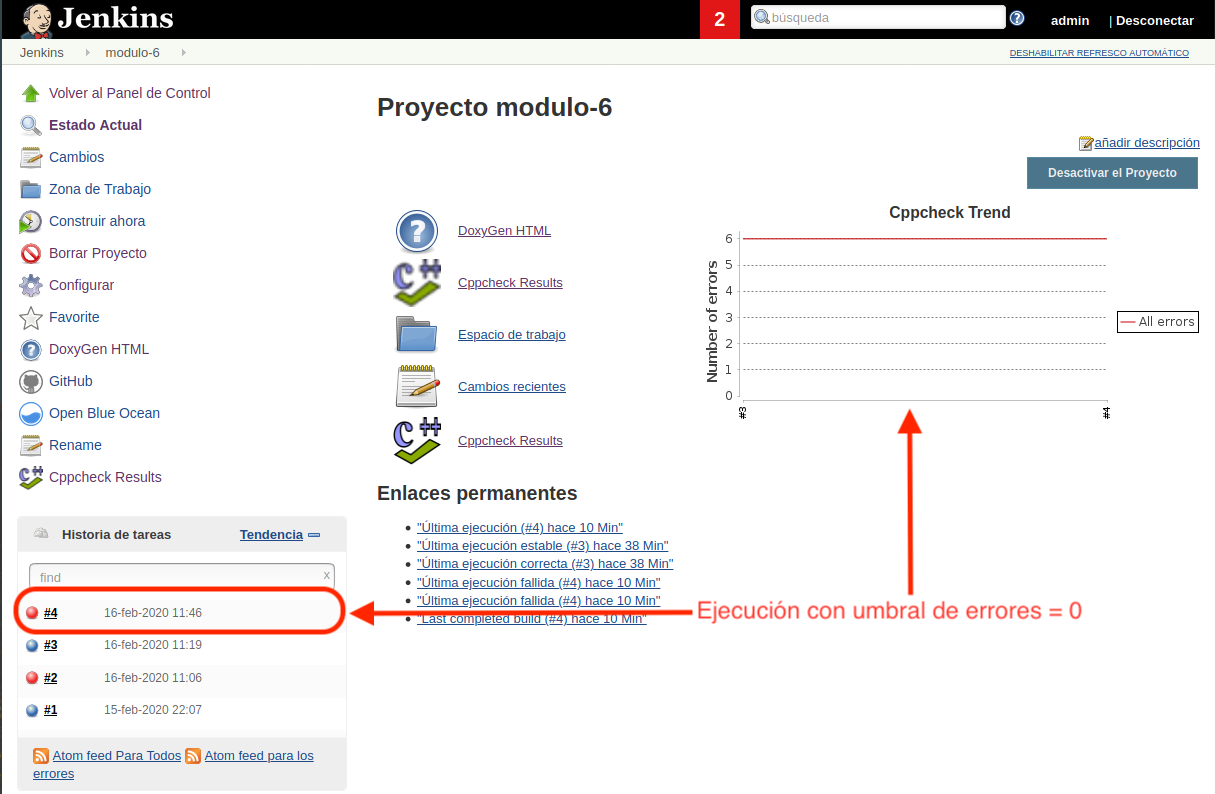 Jenkins
2
búsqueda
admin
| Desconectar
Jenkins
modulo-6
DESHABILITAR REFRESCO AUTOMÁTICO
Volver al Panel de Control
Estado Actual
Cambios
Zona de Trabajo
Construir ahora
Borrar Proyecto
Configurar
Favorite
DoxyGen HTML
GitHub
Open Blue Ocean
Rename
Cppcheck Results
Historia de tareas
Tendencia
find
x
#4 16-feb-2020 11:46
#3 16-feb-2020 11:19
#2 16-feb-2020 11:06
#1 15-feb-2020 22:07
Atom feed Para Todos Atom feed para los
errores
Proyecto modulo-6
añadir descripción
Desactivar el Proyecto
DoxyGen HTML
Cppcheck Results
Espacio de trabajo
Cambios recientes
Cppcheck Results
Cppcheck Trend
Number of errors
6
5
4
3
2
1
0
#3
#4
All errors
Enlaces permanentes
"Última ejecución (#4) hace 10 Min"
"Última ejecución estable (#3) hace 38 Min"
"Última ejecución correcta (#3) hace 38 Min"
"Última ejecución fallida (#4) hace 10 Min"
"Última ejecución fallida (#4) hace 10 Min"
"Last completed build (#4) hace 10 Min"
Ejecución con umbral de errores = 0